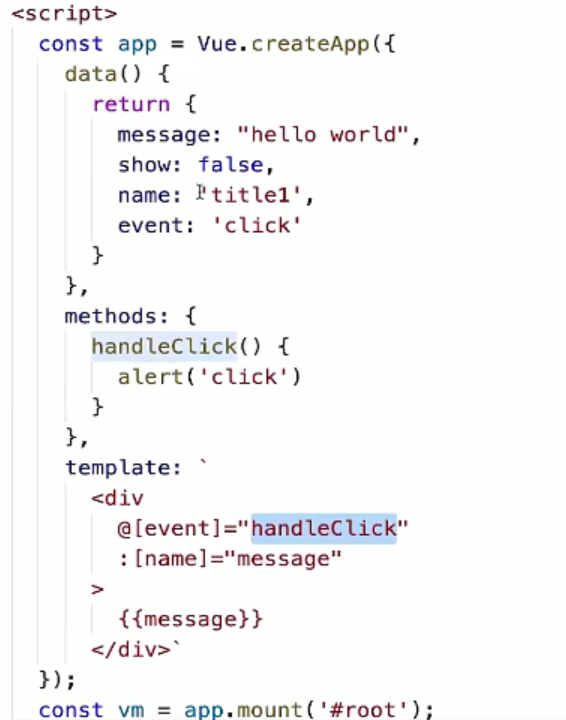 <script>
const app = Vue.createApp({
data() {
return {
message: "hello world",
show: false,
name: 'title1',
event: 'click'
}
},
methods: {
handleClick() {
alert('click')
}
},
template: `
<div
@[event]="handleClick"
:[name]="message"
>
{{message}}
</div>`
});
const vm = app.mount('#root');